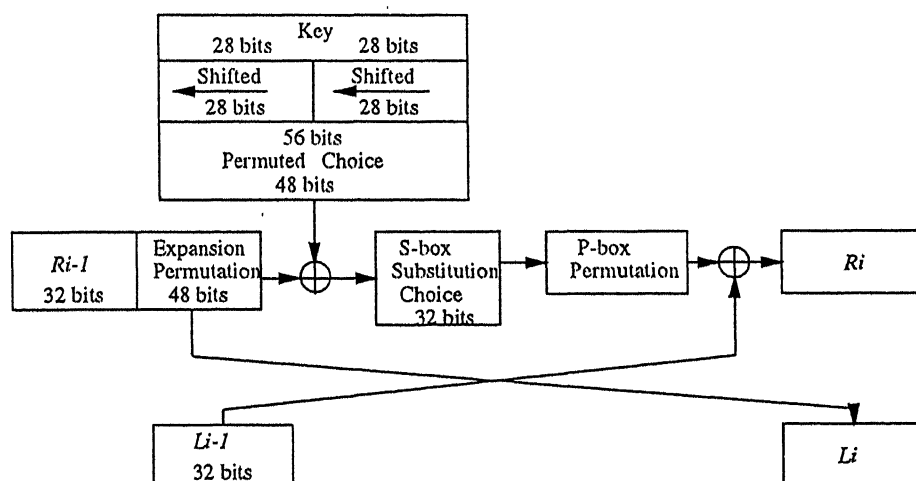 Key
28 bits 28 bits
Shifted Shifted
28 bits 28 bits
56 bits
Permuted Choice
48 bits
Ri-1
32 bits
Expansion
Permutation
48 bits
S-box
Substitution
Choice
32 bits
P-box
Permutation
Ri
Li-1
32 bits
Li